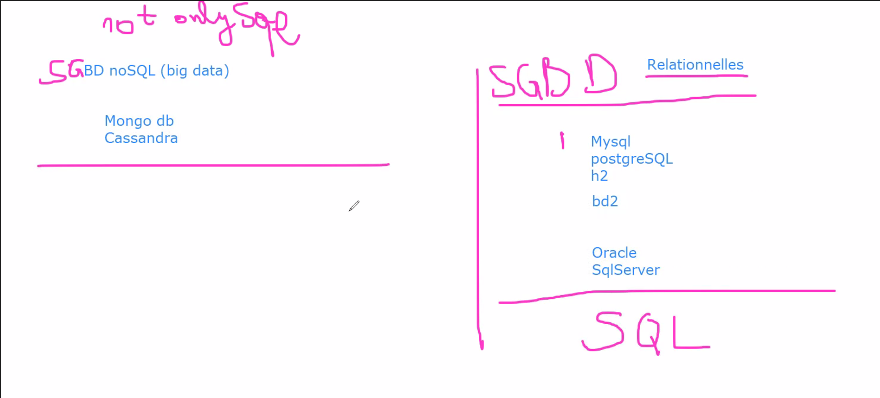 not only Sql
SGBD noSQL (big data)
Mongo db
Cassandra
SGBD D Relationnelles
1 Mysql
postgreSQL
h2
bd2
Oracle
SqlServer
SQL